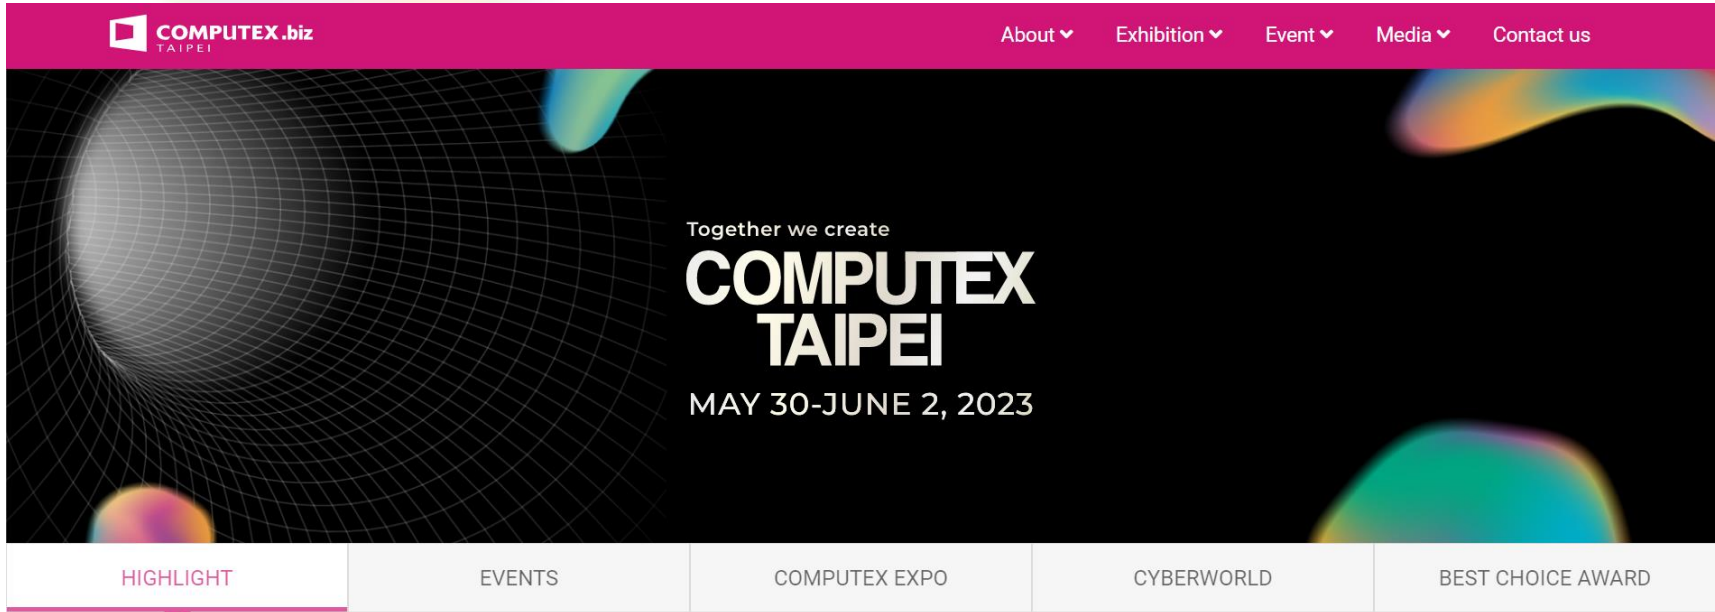 COMPUTEX.biz
TAIPEI
About
Exhibition
Event
Media
Contact us
Together we create
COMPUTEX
TAIPEI
MAY 30-JUNE 2, 2023
HIGHLIGHT
EVENTS
COMPUTEX EXPO
CYBERWORLD
BEST CHOICE AWARD